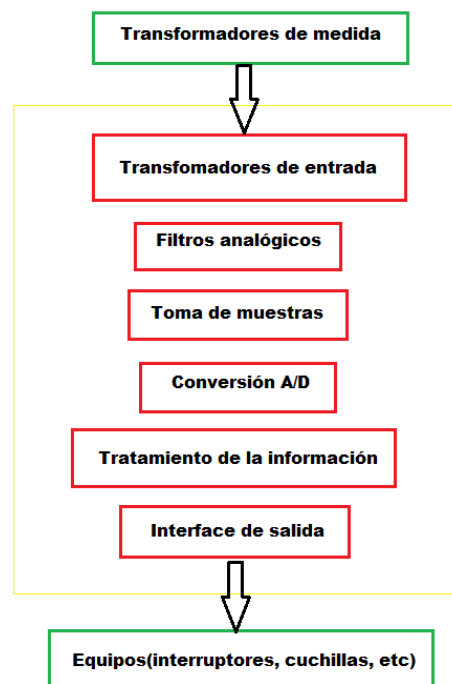 Transformadores de medida
Transfomadores de entrada
Filtros analógicos
Toma de muestras
Conversión A/D
Tratamiento de la información
Interface de salida
Equipos(interruptores, cuchillas, etc)